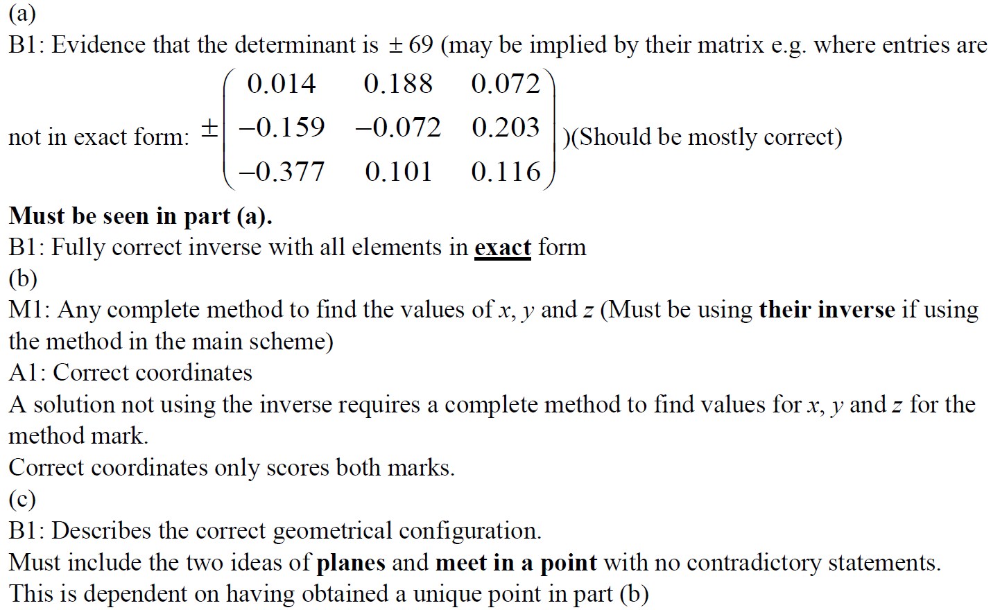 (a)
B1: Evidence that the determinant is ± 69 (may be implied by their matrix e.g. where entries are
0.014 0.188 0.072
not in exact form: ± −0.159 −0.072 0.203 )(Should be mostly correct)
−0.377 0.101 0.116
Must be seen in part (a).
B1: Fully correct inverse with all elements in exact form
(b)
M1: Any complete method to find the values of x, y and z (Must be using their inverse if using
the method in the main scheme)
A1: Correct coordinates
A solution not using the inverse requires a complete method to find values for x, y and z for the
method mark.
Correct coordinates only scores both marks.
(c)
B1: Describes the correct geometrical configuration.
Must include the two ideas of planes and meet in a point with no contradictory statements.
This is dependent on having obtained a unique point in part (b)